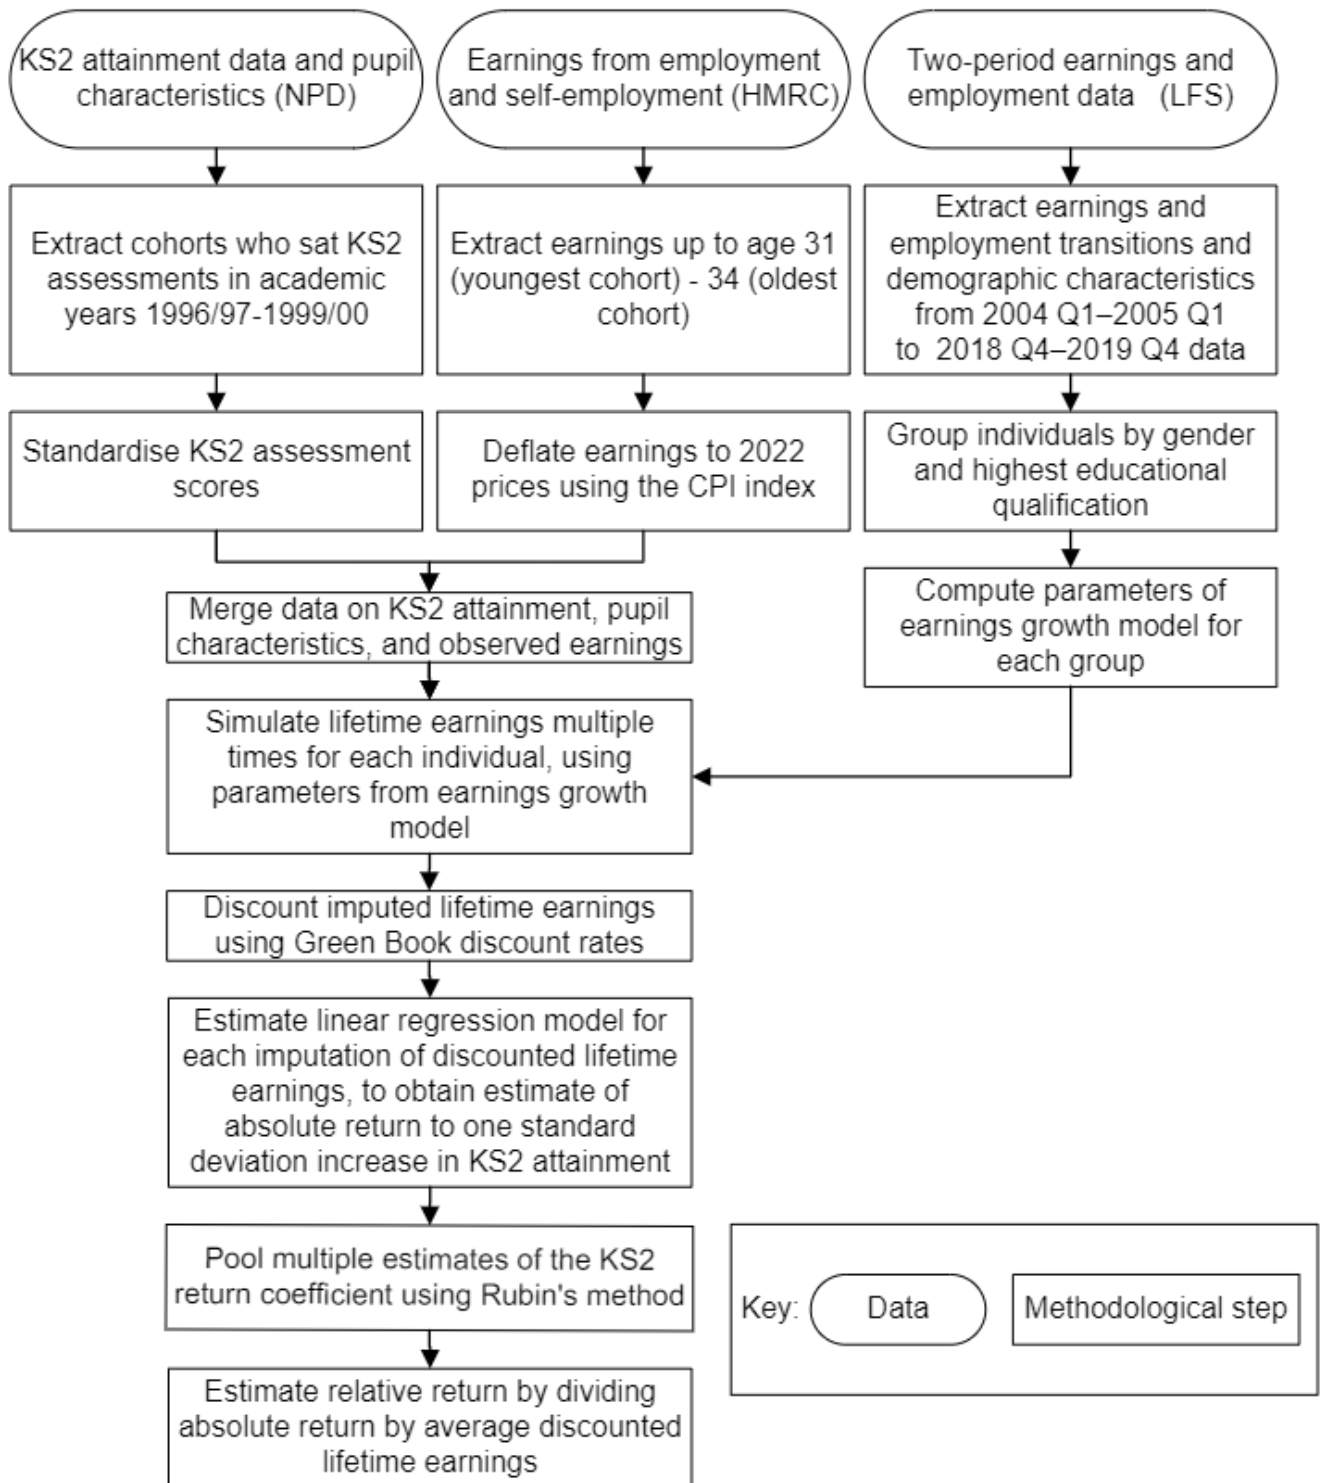 KS2 attainment data and pupil
characteristics (NPD)
Earnings from employment
and self-employment (HMRC)
Two-period earnings and
employment data (LFS)
Extract cohorts who sat KS2
assessments in academic
years 1996/97-1999/00
Extract earnings up to age 31
(youngest cohort) - 34 (oldest
cohort)
Extract earnings and
employment transitions and
demographic characteristics
from 2004 Q1–2005 Q1
to 2018 Q4–2019 Q4 data
Standardise KS2 assessment
scores
Deflate earnings to 2022
prices using the CPI index
Group individuals by gender
and highest educational
qualification
Merge data on KS2 attainment, pupil
characteristics, and observed earnings
Compute parameters of
earnings growth model for
each group
Simulate lifetime earnings multiple
times for each individual, using
parameters from earnings growth
model
Discount imputed lifetime earnings
using Green Book discount rates
Estimate linear regression model for
each imputation of discounted lifetime
earnings, to obtain estimate of
absolute return to one standard
deviation increase in KS2 attainment
Pool multiple estimates of the KS2
return coefficient using Rubin's method
Estimate relative return by dividing
absolute return by average discounted
lifetime earnings
Key:
Data
Methodological step